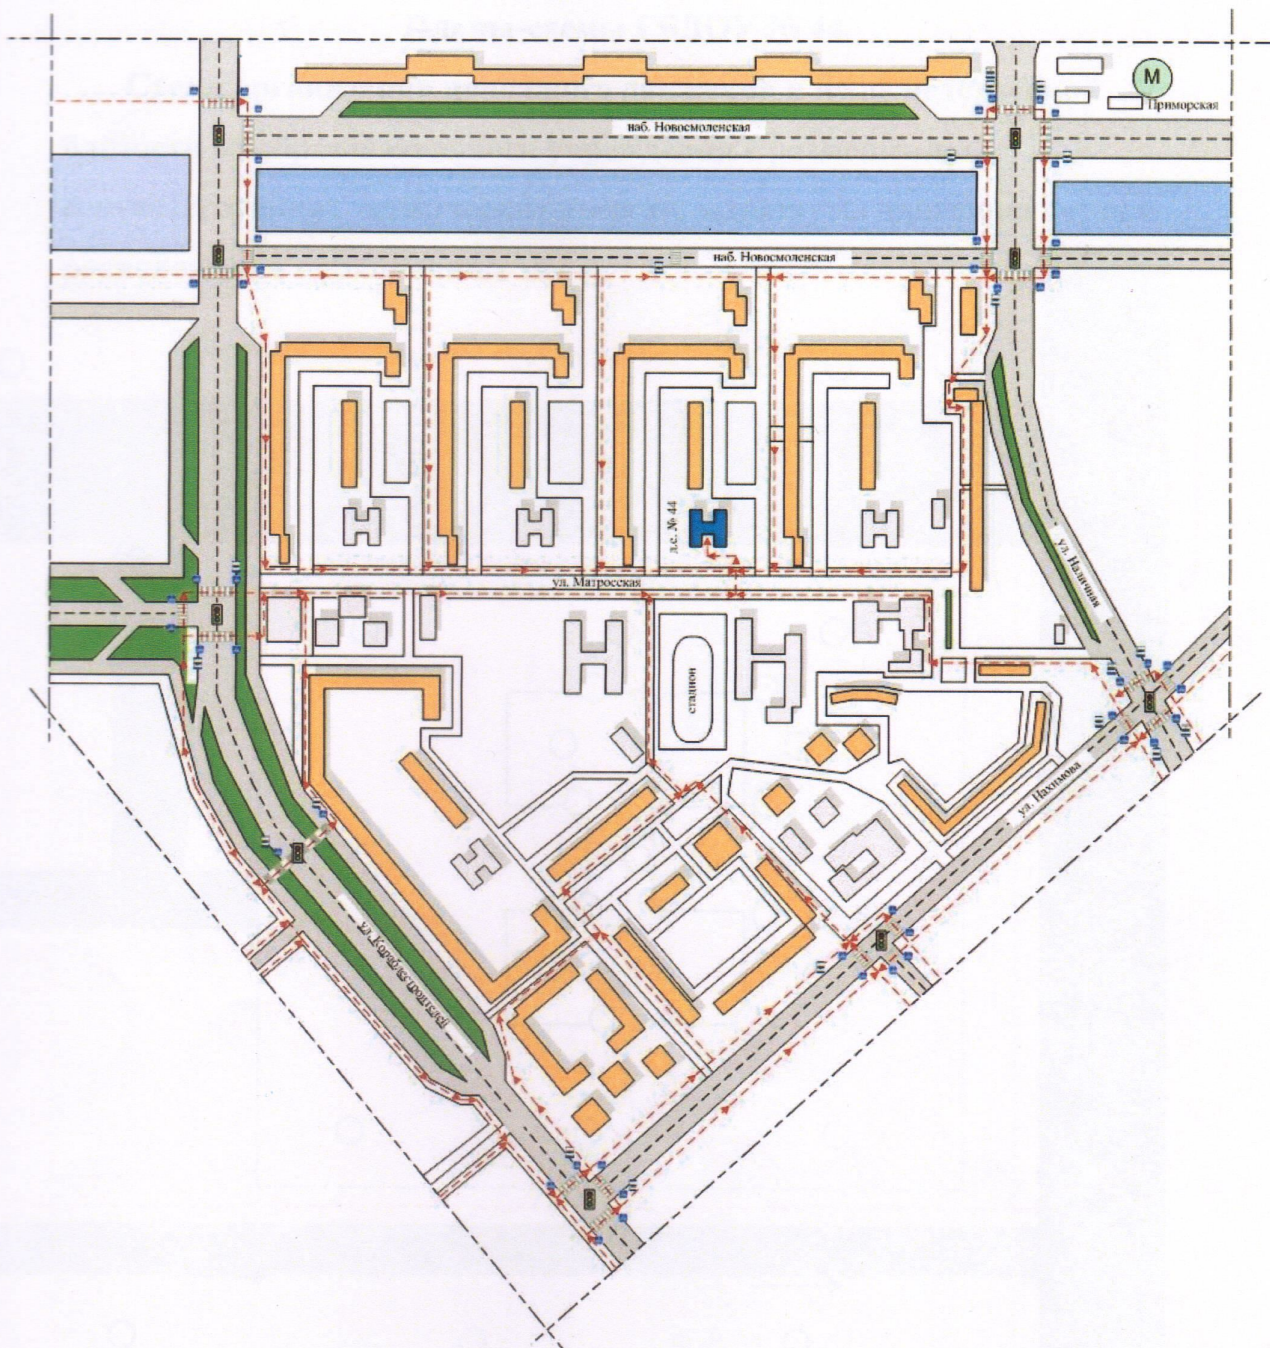 М
Приморская
наб. Новосмоленская
наб. Новосмоленская
д.с. № 44
ул. Матросская
ул. Наличная
стадион
ул. Нахимова
ул. Кораблестроителей